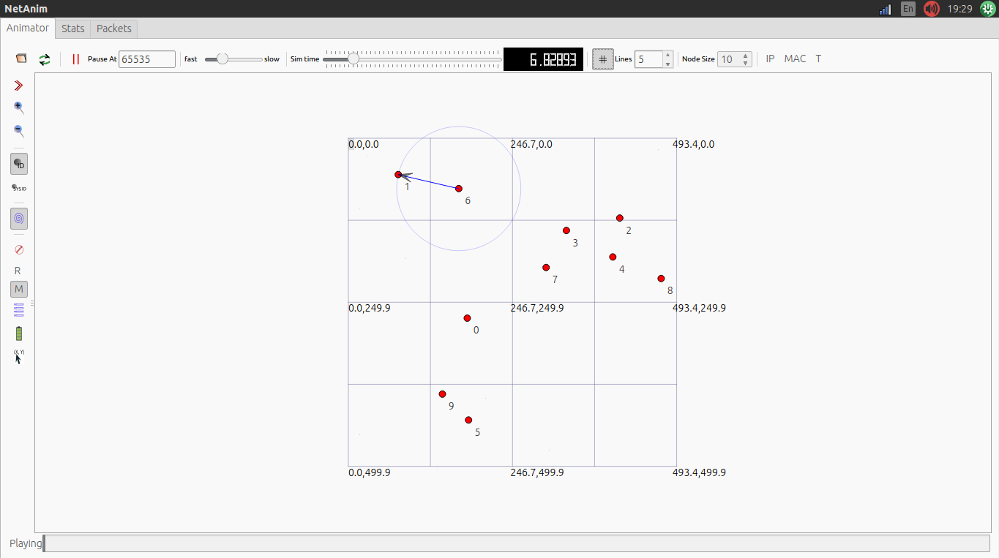 NetAnim
En 19:29
Animator Stats Packets
Pause At 65535 fast slow Sim time 6.82893 # Lines 5 Node Size 10 IP MAC T
ID
SYSID
R
M
(X, Y)
0.0,0.0 246.7,0.0 493.4,0.0
1
6
2
3
4
7
8
0.0,249.9 246.7,249.9 493.4,249.9
0
9
5
0.0,499.9 246.7,499.9 493.4,499.9
Playing